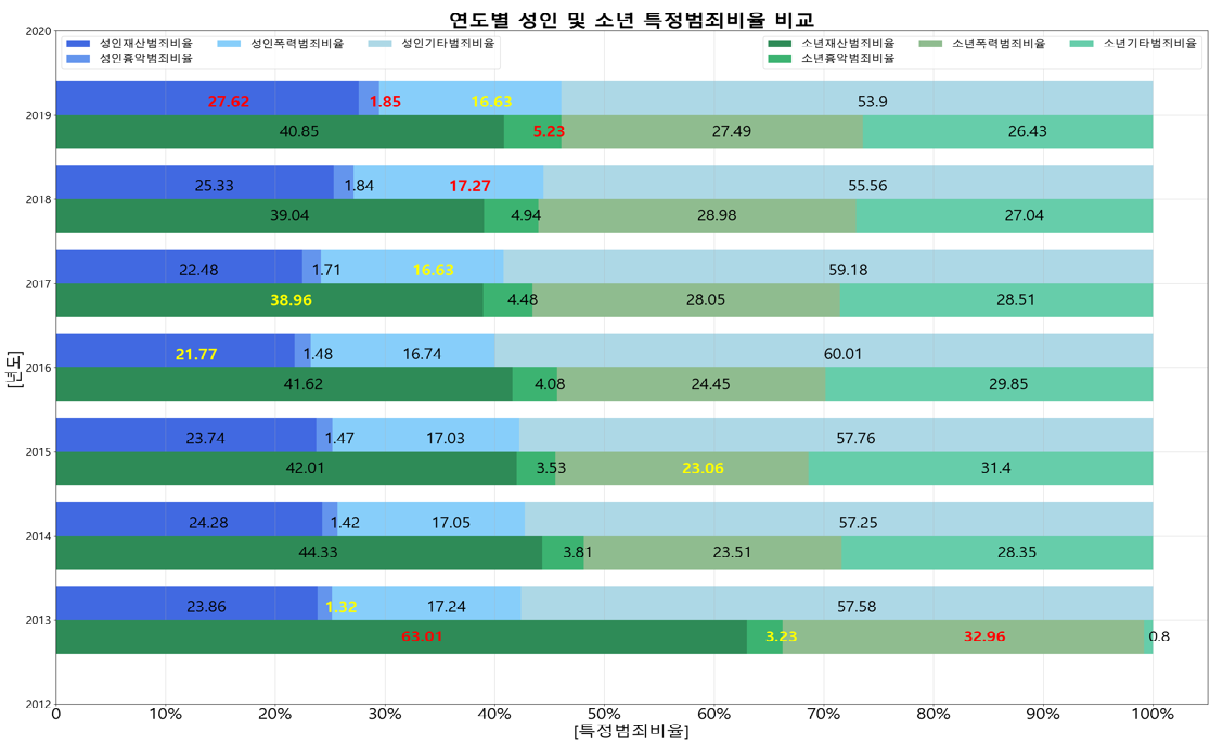 연도별 성인 및 소년 특정범죄비율 비교
2020
성인재산범죄비율 성인폭력범죄비율 성인기타범죄비율
성인흉악범죄비율
소년재산범죄비율 소년폭력범죄비율 소년기타범죄비율
소년흉악범죄비율
27.62 1.85 16.63 53.9
2019
40.85 5.23 27.49 26.43
25.33 1.84 17.27 55.56
2018
39.04 4.94 28.98 27.04
22.48 1.71 16.63 59.18
2017
38.96 4.48 28.05 28.51
21.77 1.48 16.74 60.01
[년도]
2016
41.62 4.08 24.45 29.85
23.74 1.47 17.03 57.76
2015
42.01 3.53 23.06 31.4
24.28 1.42 17.05 57.25
2014
44.33 3.81 23.51 28.35
23.86 1.32 17.24 57.58
2013
63.01 3.23 32.96 0.8
2012
0 10% 20% 30% 40% 50% 60% 70% 80% 90% 100%
[특정범죄비율]